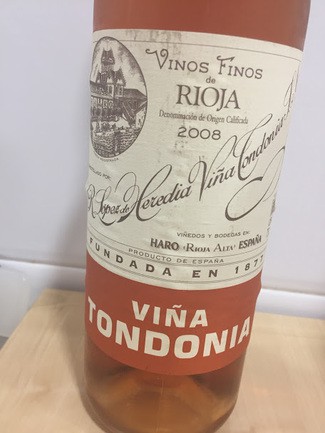 VINOS FINOS
de
RIOJA
Denominación de Origen Calificada
2008
R. López de Heredia Viña Tondonia
VIÑEDOS Y BODEGAS EN:
HARO (RIOJA ALTA) ESPAÑA
PRODUCTO DE ESPAÑA
FUNDADA EN 1877
VIÑA
TONDONIA